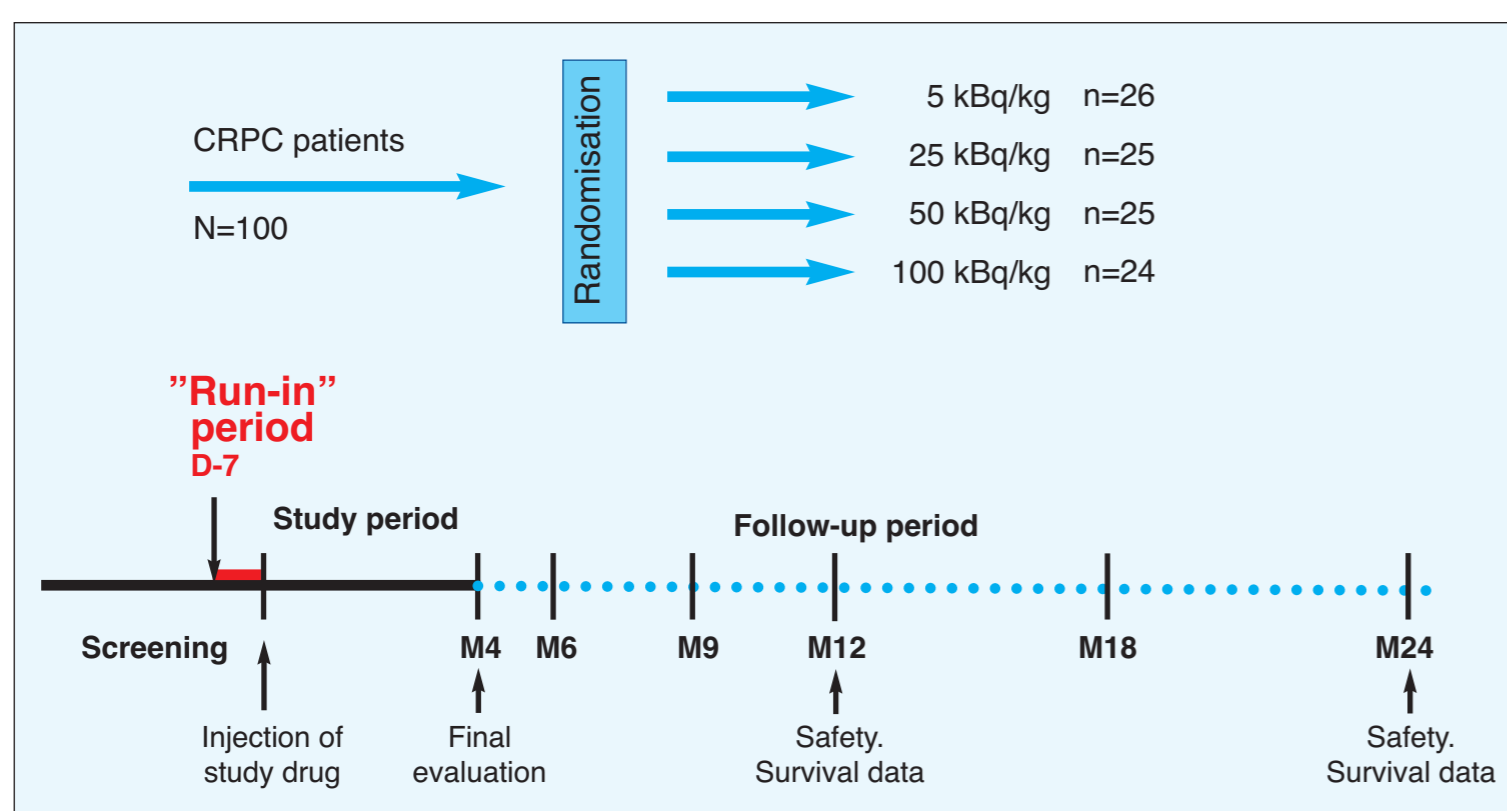 CRPC patients
N=100
Randomisation
5 kBq/kg n=26
25 kBq/kg n=25
50 kBq/kg n=25
100 kBq/kg n=24
”Run-in”
period
D-7
Study period
Follow-up period
Screening
M4
M6
M9
M12
M18
M24
Injection of
study drug
Final
evaluation
Safety.
Survival data
Safety.
Survival data